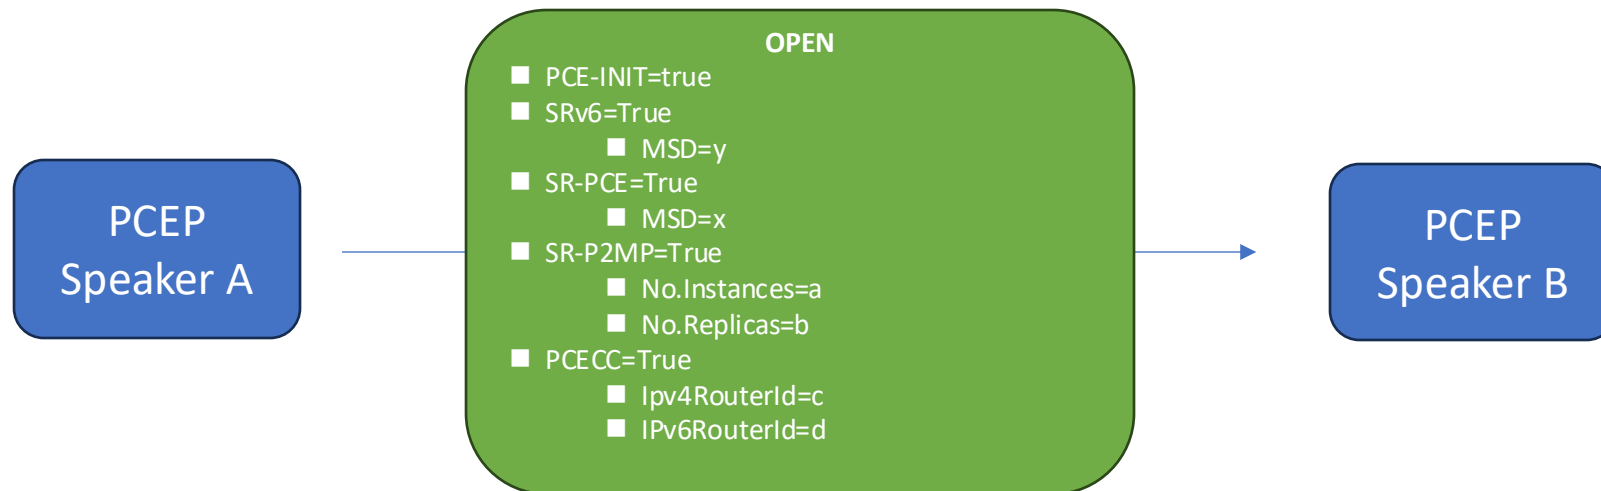 PCEP
Speaker A
OPEN
PCE-INIT=true
SRv6=True
MSD=y
SR-PCE=True
MSD=x
SR-P2MP=True
No.Instances=a
No.Replicas=b
PCECC=True
Ipv4RouterId=c
IPv6RouterId=d
PCEP
Speaker B